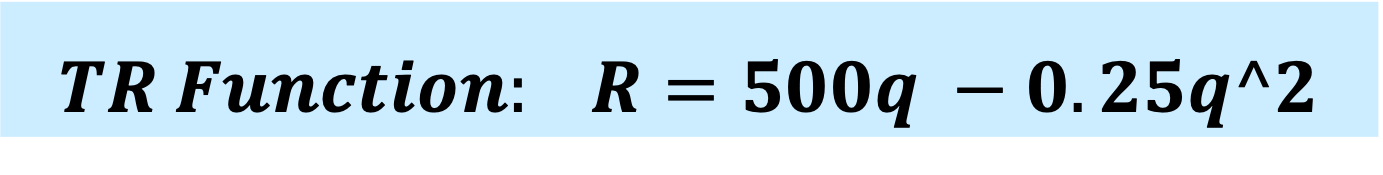 TR Function: R = 500q − 0.25q^2